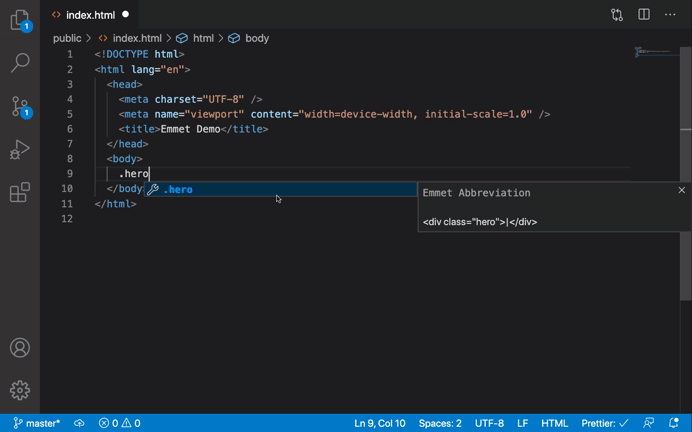 1
1
index.html
public > index.html > html > body
1 <!DOCTYPE html>
2 <html lang="en">
3 <head>
4 <meta charset="UTF-8" />
5 <meta name="viewport" content="width=device-width, initial-scale=1.0" />
6 <title>Emmet Demo</title>
7 </head>
8 <body>
9 .hero
10 </body
.hero
Emmet Abbreviation
<div class="hero">|</div>
11 </html>
12
master* 0 0 Ln 9, Col 10 Spaces: 2 UTF-8 LF HTML Prettier: ✓